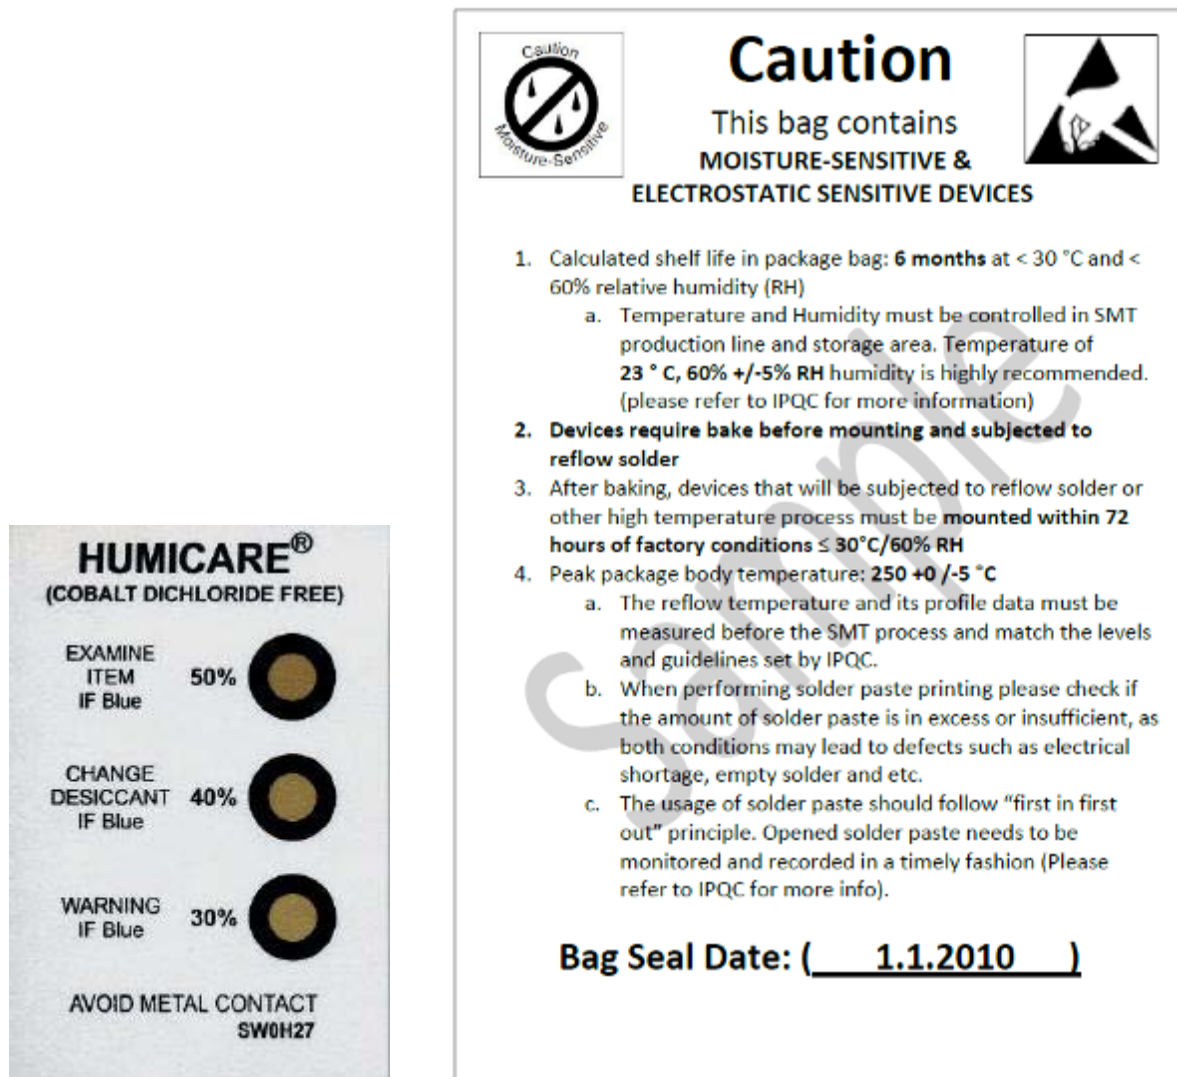 HUMICARE®
(COBALT DICHLORIDE FREE)
EXAMINE
ITEM
IF Blue
50%
CHANGE
DESICCANT
IF Blue
40%
WARNING
IF Blue
30%
AVOID METAL CONTACT
SW0H27
Caution
Moisture-Sensitive
Caution
This bag contains
MOISTURE-SENSITIVE &
ELECTROSTATIC SENSITIVE DEVICES
1. Calculated shelf life in package bag: 6 months at < 30 °C and <
60% relative humidity (RH)
a. Temperature and Humidity must be controlled in SMT
production line and storage area. Temperature of
23 ° C, 60% +/-5% RH humidity is highly recommended.
(please refer to IPQC for more information)
2. Devices require bake before mounting and subjected to
reflow solder
3. After baking, devices that will be subjected to reflow solder or
other high temperature process must be mounted within 72
hours of factory conditions ≤ 30°C/60% RH
4. Peak package body temperature: 250 +0 /-5 °C
a. The reflow temperature and its profile data must be
measured before the SMT process and match the levels
and guidelines set by IPQC.
b. When performing solder paste printing please check if
the amount of solder paste is in excess or insufficient, as
both conditions may lead to defects such as electrical
shortage, empty solder and etc.
c. The usage of solder paste should follow “first in first
out” principle. Opened solder paste needs to be
monitored and recorded in a timely fashion (Please
refer to IPQC for more info).
Bag Seal Date: ( 1.1.2010 )
Sample